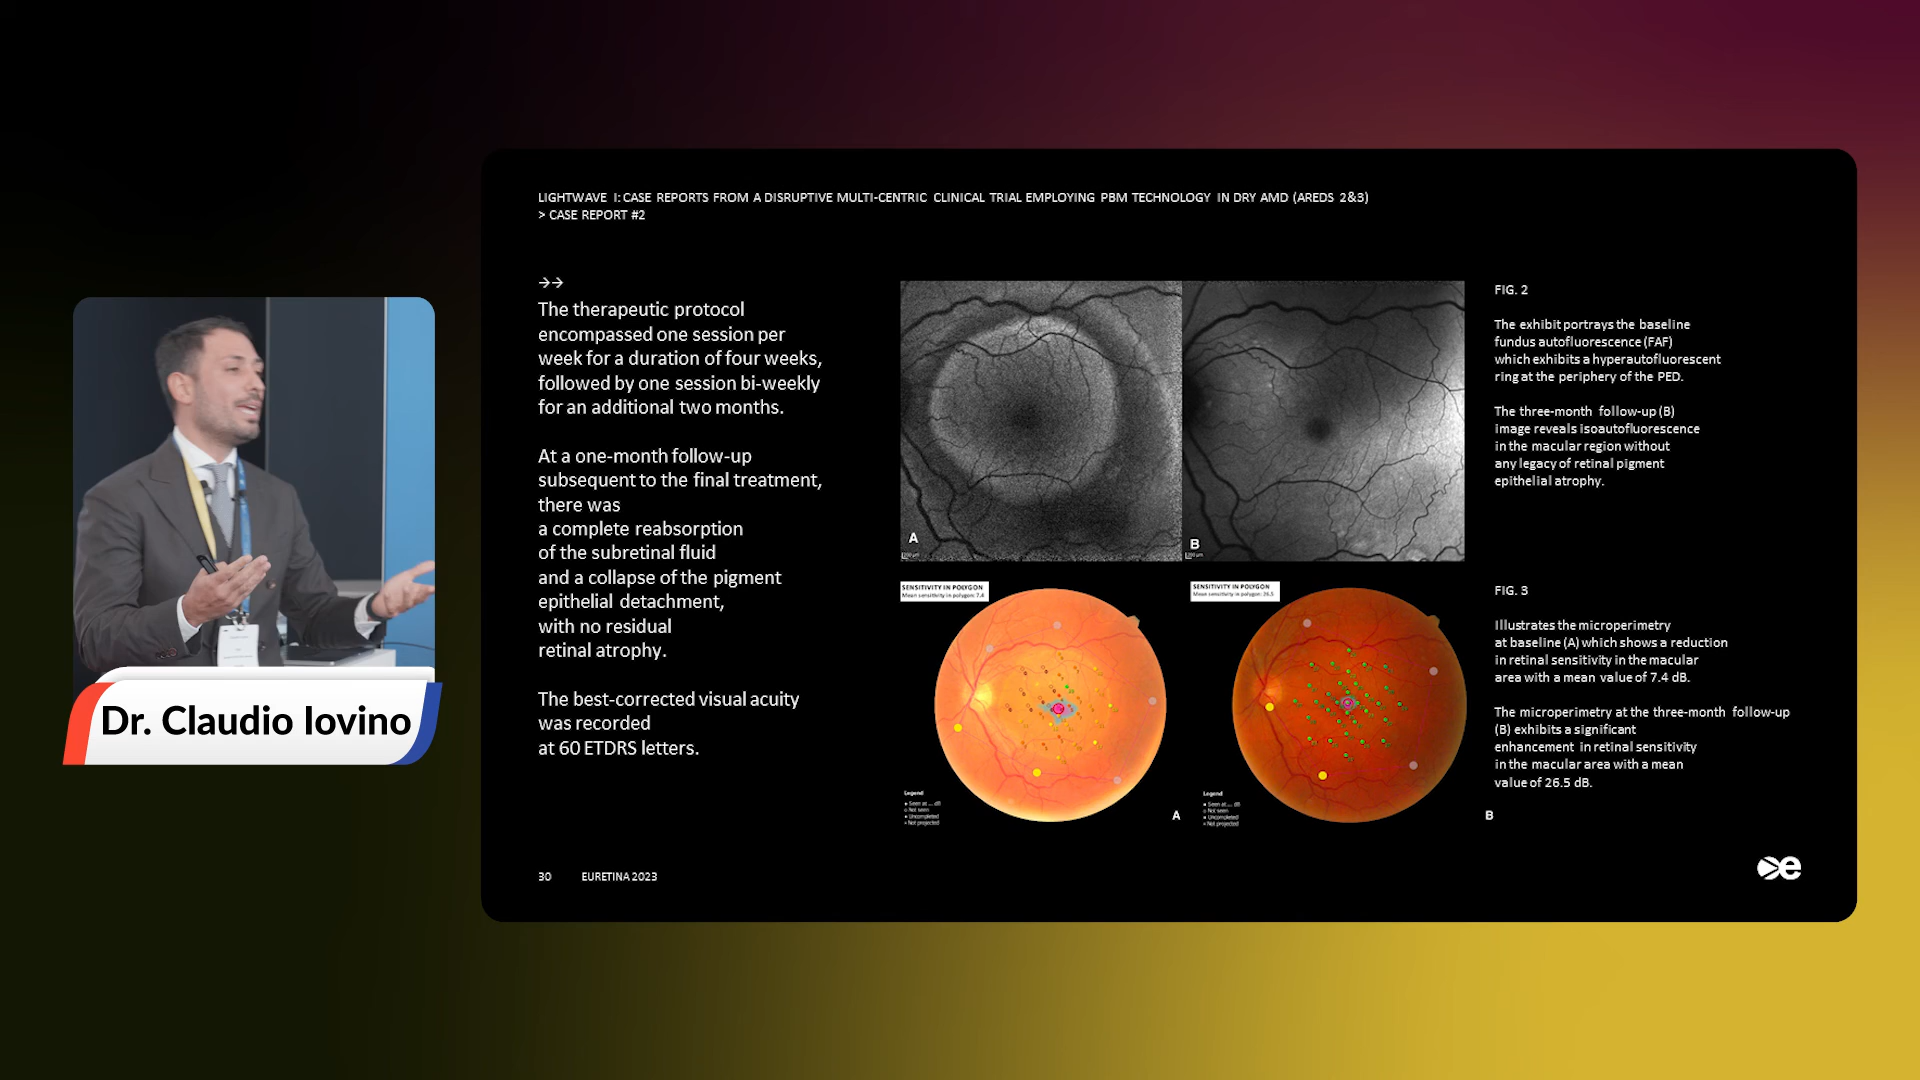 LIGHTWAVE I: CASE REPORTS FROM A DISRUPTIVE MULTI-CENTRIC CLINICAL TRIAL EMPLOYING PBM TECHNOLOGY IN DRY AMD (AREDS 2&3)
> CASE REPORT #2
→→
The therapeutic protocol
encompassed one session per
week for a duration of four weeks,
followed by one session bi-weekly
for an additional two months.
At a one-month follow-up
subsequent to the final treatment,
there was
a complete reabsorption
of the subretinal fluid
and a collapse of the pigment
epithelial detachment,
with no residual
retinal atrophy.
The best-corrected visual acuity
was recorded
at 60 ETDRS letters.
A
B
200 µm
200 µm
FIG. 2
The exhibit portrays the baseline
fundus autofluorescence (FAF)
which exhibits a hyperautofluorescent
ring at the periphery of the PED.
The three-month follow-up (B)
image reveals isoautofluorescence
in the macular region without
any legacy of retinal pigment
epithelial atrophy.
SENSITIVITY IN POLYGON
Mean sensitivity in polygon: 7.4
Legend
Seen at ... dB
Not seen
Uncompleted
Not projected
A
SENSITIVITY IN POLYGON
Mean sensitivity in polygon: 26.5
Legend
Seen at ... dB
Not seen
Uncompleted
Not projected
B
FIG. 3
Illustrates the microperimetry
at baseline (A) which shows a reduction
in retinal sensitivity in the macular
area with a mean value of 7.4 dB.
The microperimetry at the three-month follow-up
(B) exhibits a significant
enhancement in retinal sensitivity
in the macular area with a mean
value of 26.5 dB.
30 EURETINA 2023
Dr. Claudio Iovino